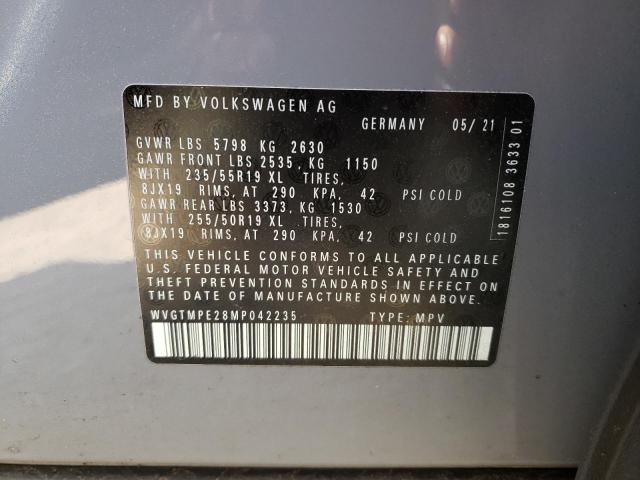 MFD BY VOLKSWAGEN AG
GERMANY 05/ 21
GVWR LBS 5798 KG 2630
GAWR FRONT LBS 2535, KG 1150
WITH 235/55R19 XL TIRES,
8JX19 RIMS, AT 290 KPA, 42 PSI COLD
GAWR REAR LBS 3373, KG 1530
WITH 255/50R19 XL TIRES,
8JX19 RIMS, AT 290 KPA, 42 PSI COLD
THIS VEHICLE CONFORMS TO ALL APPLICABLE
U.S. FEDERAL MOTOR VEHICLE SAFETY AND
THEFT PREVENTION STANDARDS IN EFFECT ON
THE DATE OF MANUFACTURE SHOWN ABOVE.
WVGTMPE28MP042235 TYPE: MPV
1816108 3633 01